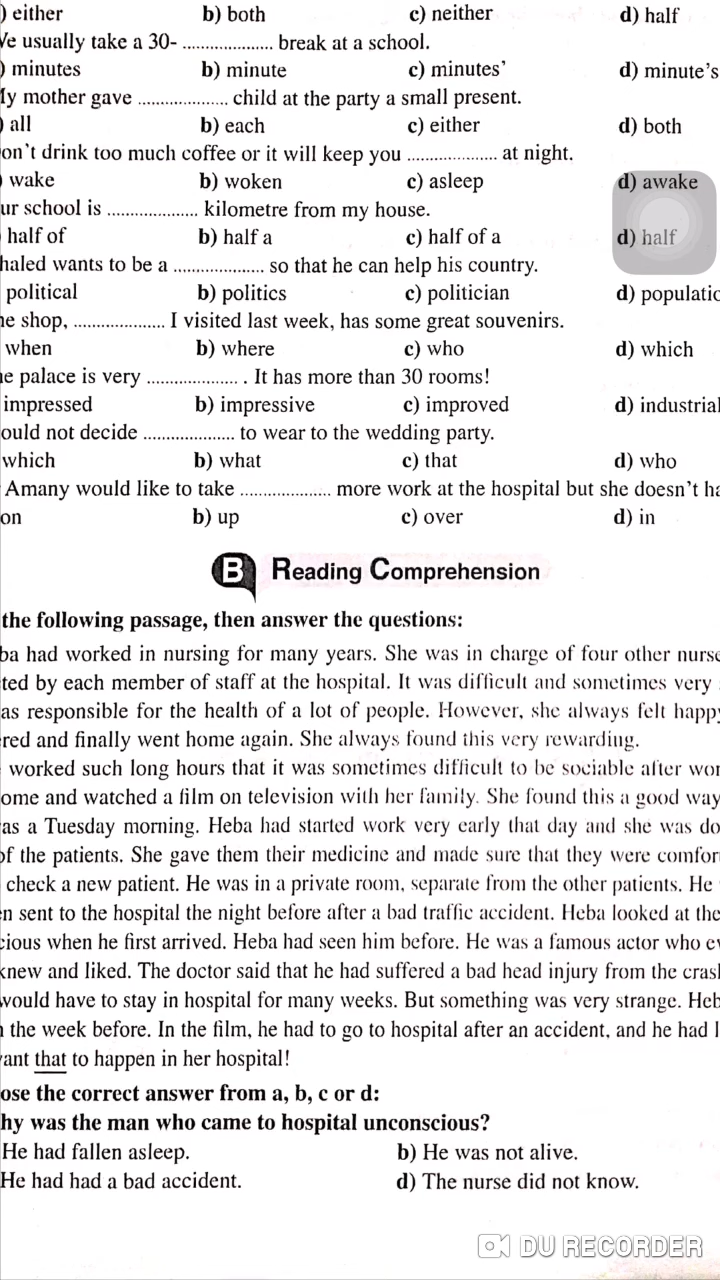 ) either b) both c) neither d) half
Ve usually take a 30- ................... break at a school.
) minutes b) minute c) minutes’ d) minute’s
ly mother gave ................... child at the party a small present.
) all b) each c) either d) both
on’t drink too much coffee or it will keep you ................... at night.
wake b) woken c) asleep d) awake
ur school is ................... kilometre from my house.
half of b) half a c) half of a d) half
haled wants to be a ................... so that he can help his country.
political b) politics c) politician d) populatic
ne shop, ................... I visited last week, has some great souvenirs.
when b) where c) who d) which
ne palace is very ................... . It has more than 30 rooms!
impressed b) impressive c) improved d) industrial
ould not decide ................... to wear to the wedding party.
which b) what c) that d) who
Amany would like to take ................... more work at the hospital but she doesn’t ha
on b) up c) over d) in
B Reading Comprehension
the following passage, then answer the questions:
ba had worked in nursing for many years. She was in charge of four other nurse
ted by each member of staff at the hospital. It was difficult and sometimes very
as responsible for the health of a lot of people. However, she always felt happy
red and finally went home again. She always found this very rewarding.
worked such long hours that it was sometimes difficult to be sociable after wor
ome and watched a film on television with her family. She found this a good way
as a Tuesday morning. Heba had started work very early that day and she was do
of the patients. She gave them their medicine and made sure that they were comfor
check a new patient. He was in a private room, separate from the other patients. He
en sent to the hospital the night before after a bad traffic accident. Heba looked at the
cious when he first arrived. Heba had seen him before. He was a famous actor who ev
knew and liked. The doctor said that he had suffered a bad head injury from the crash
would have to stay in hospital for many weeks. But something was very strange. Heb
n the week before. In the film, he had to go to hospital after an accident, and he had l
ant that to happen in her hospital!
ose the correct answer from a, b, c or d:
hy was the man who came to hospital unconscious?
He had fallen asleep. b) He was not alive.
He had had a bad accident. d) The nurse did not know.
DU RECORDER